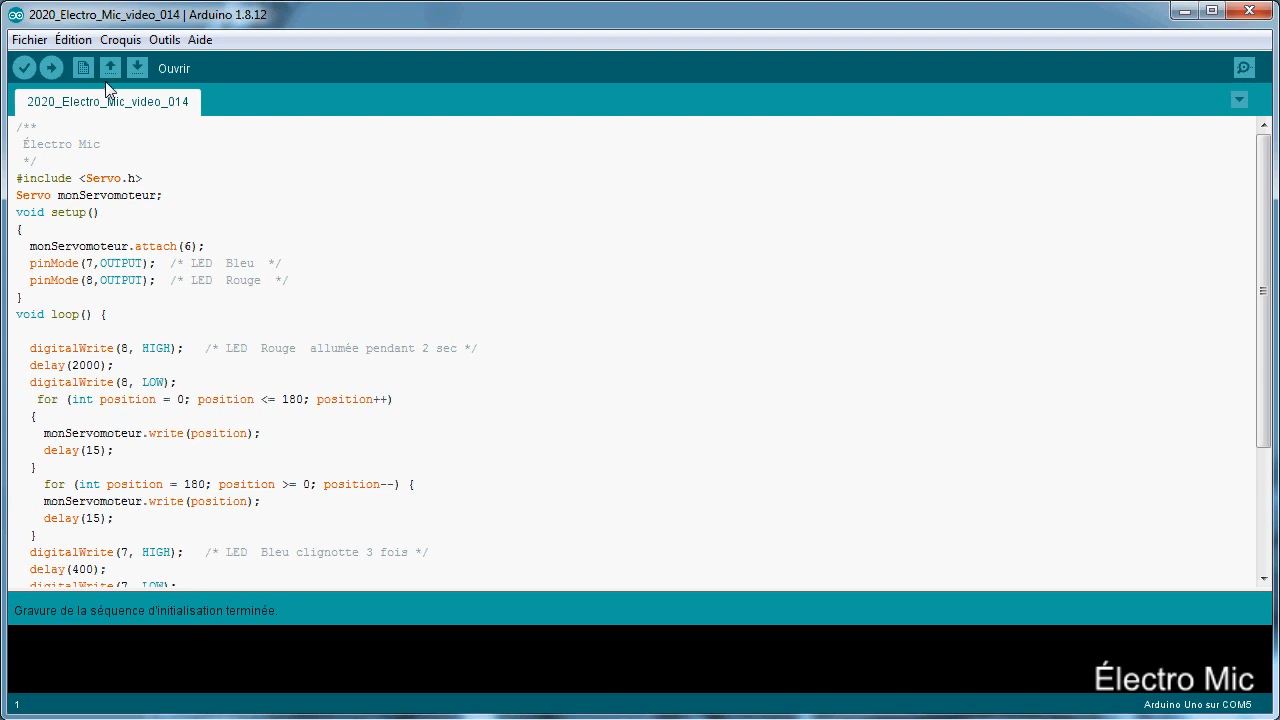 2020_Electro_Mic_video_014 | Arduino 1.8.12
Fichier Édition Croquis Outils Aide
Ouvrir
2020_Electro_Mic_video_014
/**
Électro Mic
*/
#include <Servo.h>
Servo monServomoteur;
void setup()
{
monServomoteur.attach(6);
pinMode(7,OUTPUT); /* LED Bleu */
pinMode(8,OUTPUT); /* LED Rouge */
}
void loop() {
digitalWrite(8, HIGH); /* LED Rouge allumée pendant 2 sec */
delay(2000);
digitalWrite(8, LOW);
for (int position = 0; position <= 180; position++)
{
monServomoteur.write(position);
delay(15);
}
for (int position = 180; position >= 0; position--) {
monServomoteur.write(position);
delay(15);
}
digitalWrite(7, HIGH); /* LED Bleu clignotte 3 fois */
delay(400);
digitalWrite(7, LOW);
Gravure de la séquence d'initialisation terminée.
Électro Mic
1
Arduino Uno sur COM5